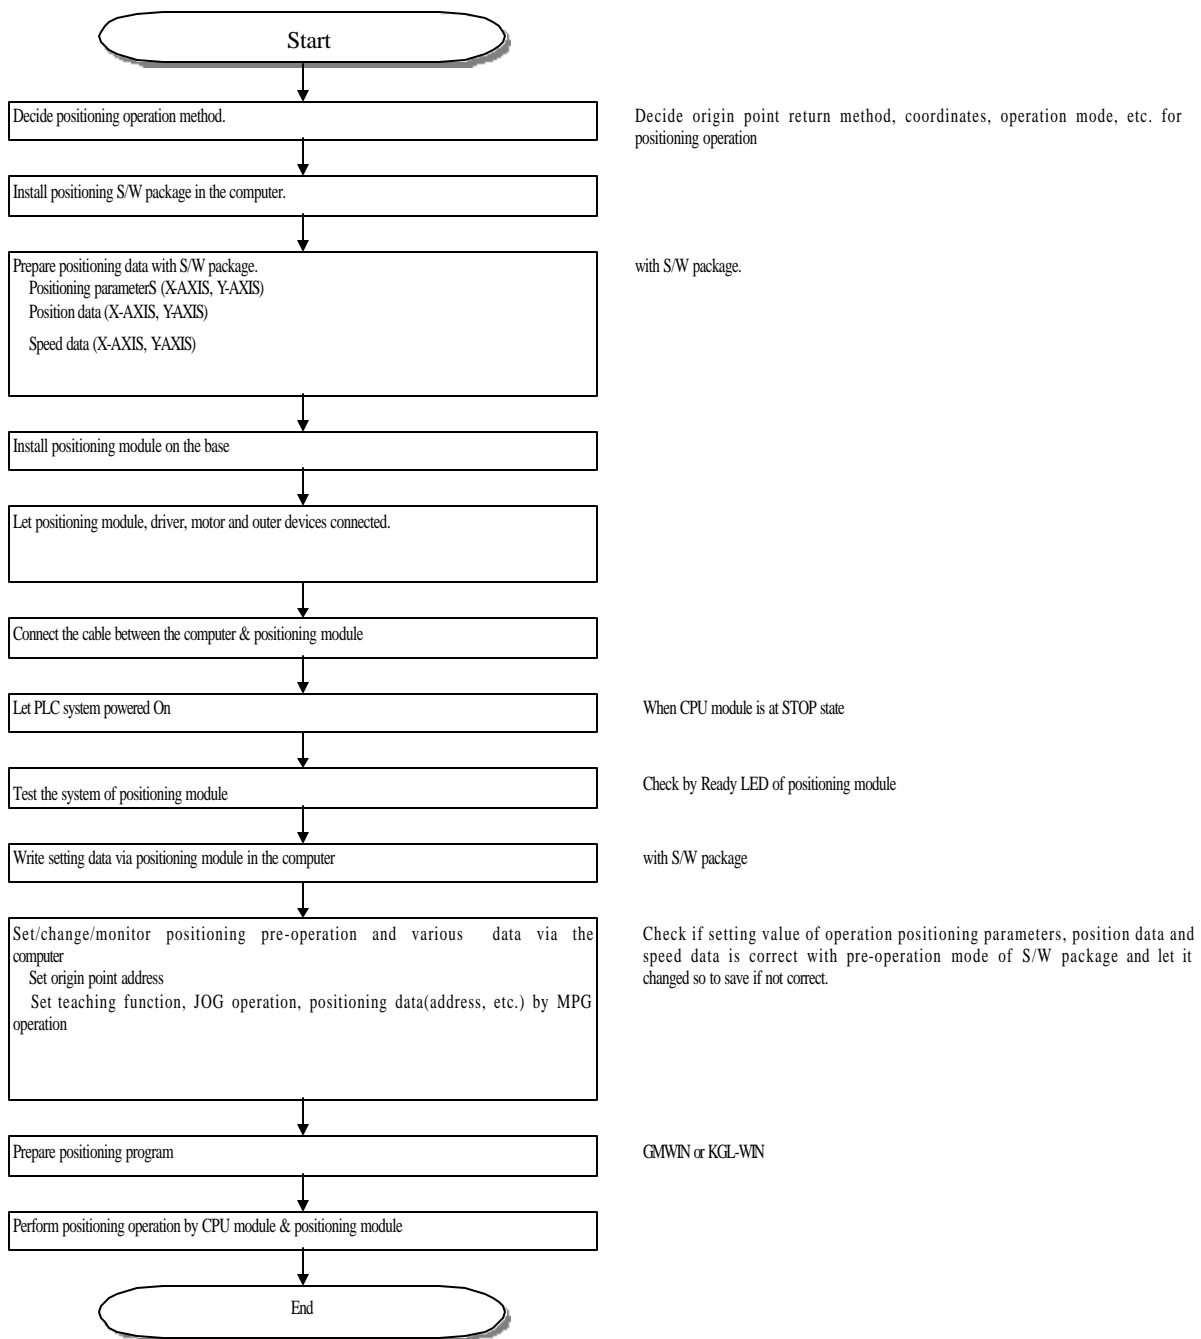 Start
Decide positioning operation method.
Decide origin point return method, coordinates, operation mode, etc. for
positioning operation
Install positioning S/W package in the computer.
Prepare positioning data with S/W package.
with S/W package.
Positioning parameterS (X-AXIS, Y-AXIS)
Position data (X-AXIS, Y-AXIS)
Speed data (X-AXIS, Y-AXIS)
Install positioning module on the base
Let positioning module, driver, motor and outer devices connected.
Connect the cable between the computer & positioning module
Let PLC system powered On
When CPU module is at STOP state
Test the system of positioning module
Check by Ready LED of positioning module
Write setting data via positioning module in the computer
with S/W package
Set/change/monitor positioning pre-operation and various data via the
computer
Set origin point address
Set teaching function, JOG operation, positioning data(address, etc.) by MPG
operation
Check if setting value of operation positioning parameters, position data and
speed data is correct with pre-operation mode of S/W package and let it
changed so to save if not correct.
Prepare positioning program
GMWIN or KGL-WIN
Perform positioning operation by CPU module & positioning module
End